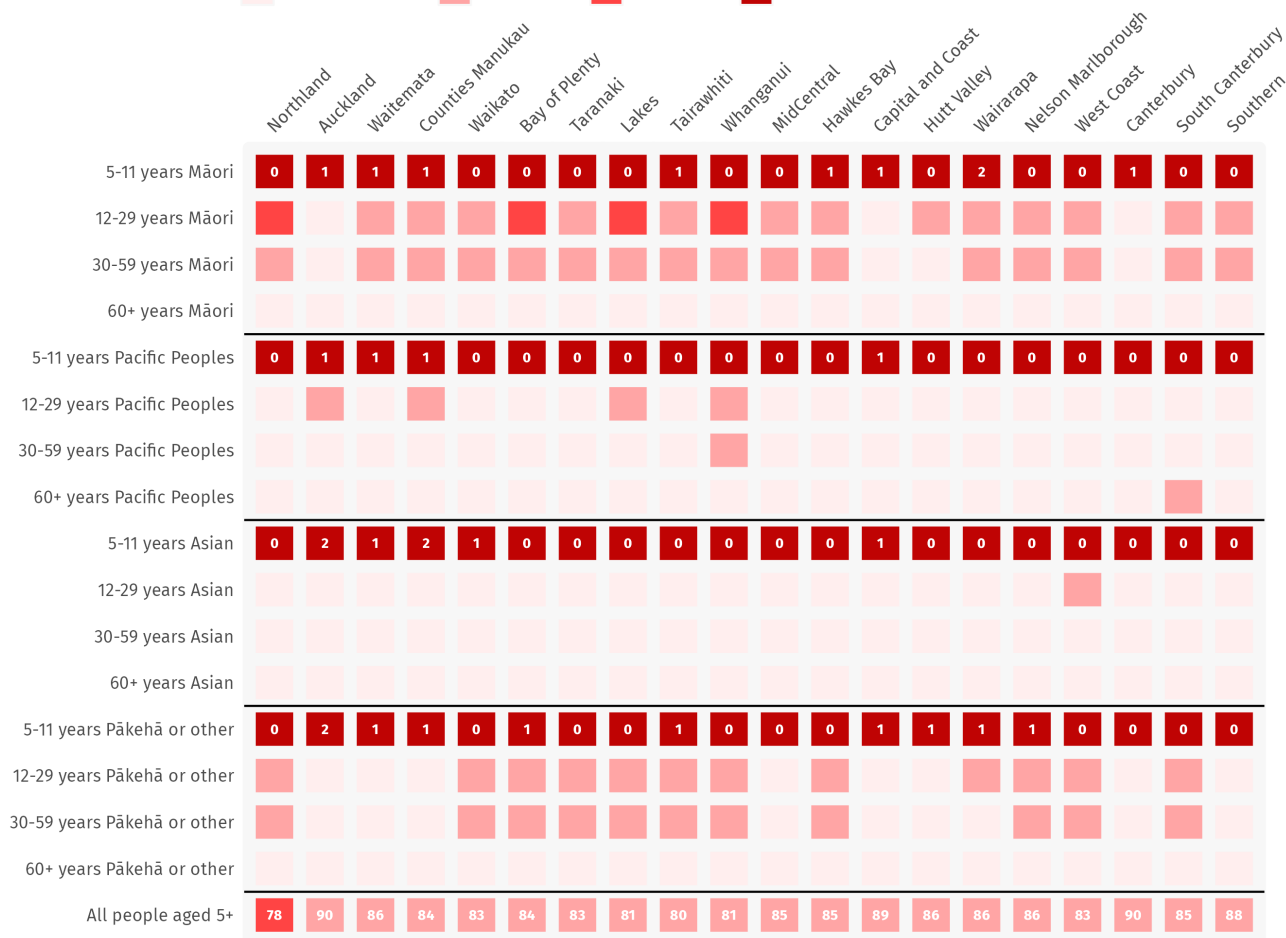 Northland Auckland Waitemata Counties Manukau Waikato Bay of Plenty Taranaki Lakes Tairawhiti Whanganui MidCentral Hawkes Bay Capital and Coast Hutt Valley Wairarapa Nelson Marlborough West Coast Canterbury South Canterbury Southern
5-11 years Māori 0 1 1 1 0 0 0 0 1 0 0 1 1 0 2 0 0 1 0 0
12-29 years Māori
30-59 years Māori
60+ years Māori
5-11 years Pacific Peoples 0 1 1 1 0 0 0 0 0 0 0 0 1 0 0 0 0 0 0 0
12-29 years Pacific Peoples
30-59 years Pacific Peoples
60+ years Pacific Peoples
5-11 years Asian 0 2 1 2 1 0 0 0 0 0 0 0 1 0 0 0 0 0 0 0
12-29 years Asian
30-59 years Asian
60+ years Asian
5-11 years Pākehā or other 0 2 1 1 0 1 0 0 1 0 0 0 1 1 1 1 0 0 0 0
12-29 years Pākehā or other
30-59 years Pākehā or other
60+ years Pākehā or other
All people aged 5+ 78 90 86 84 83 84 83 81 80 81 85 85 89 86 86 86 83 90 85 88